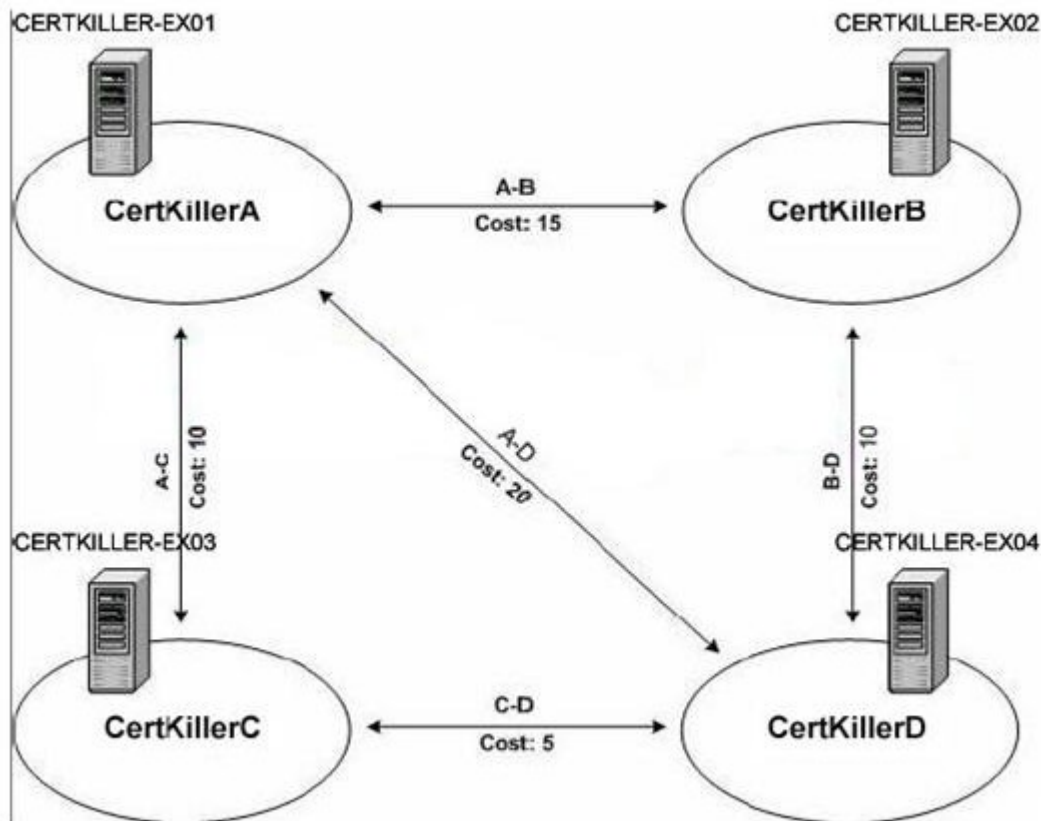 CERTKILLER-EX01
CERTKILLER-EX02
CertKillerA
A-B
Cost: 15
CertKillerB
A-C
Cost: 10
A-D
Cost: 20
B-D
Cost: 10
CERTKILLER-EX03
CERTKILLER-EX04
CertKillerC
C-D
Cost: 5
CertKillerD